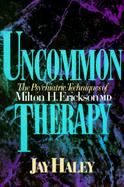 UNCOMMON
The Psychiatric Techniques of
Milton H. Erickson MD
THERAPY
JAY HALEY